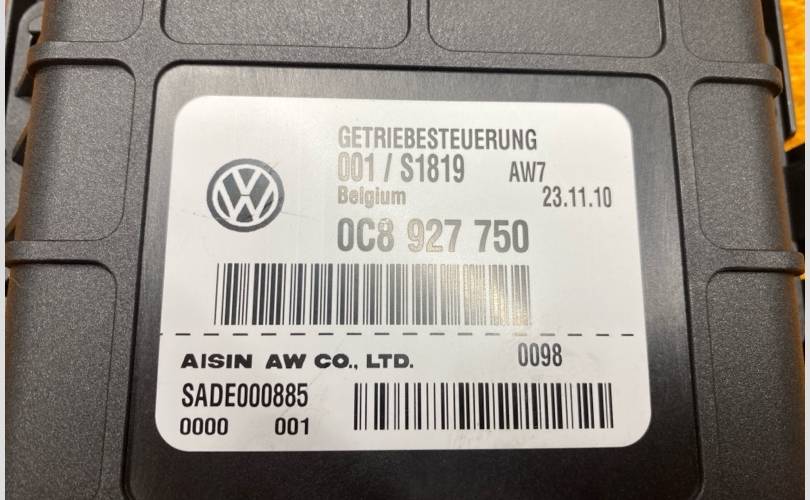 GETRIEBESTEUERUNG
001 / S1819 AW7
Belgium 23.11.10
0C8 927 750
AISIN AW CO., LTD. 0098
SADE000885
0000 001